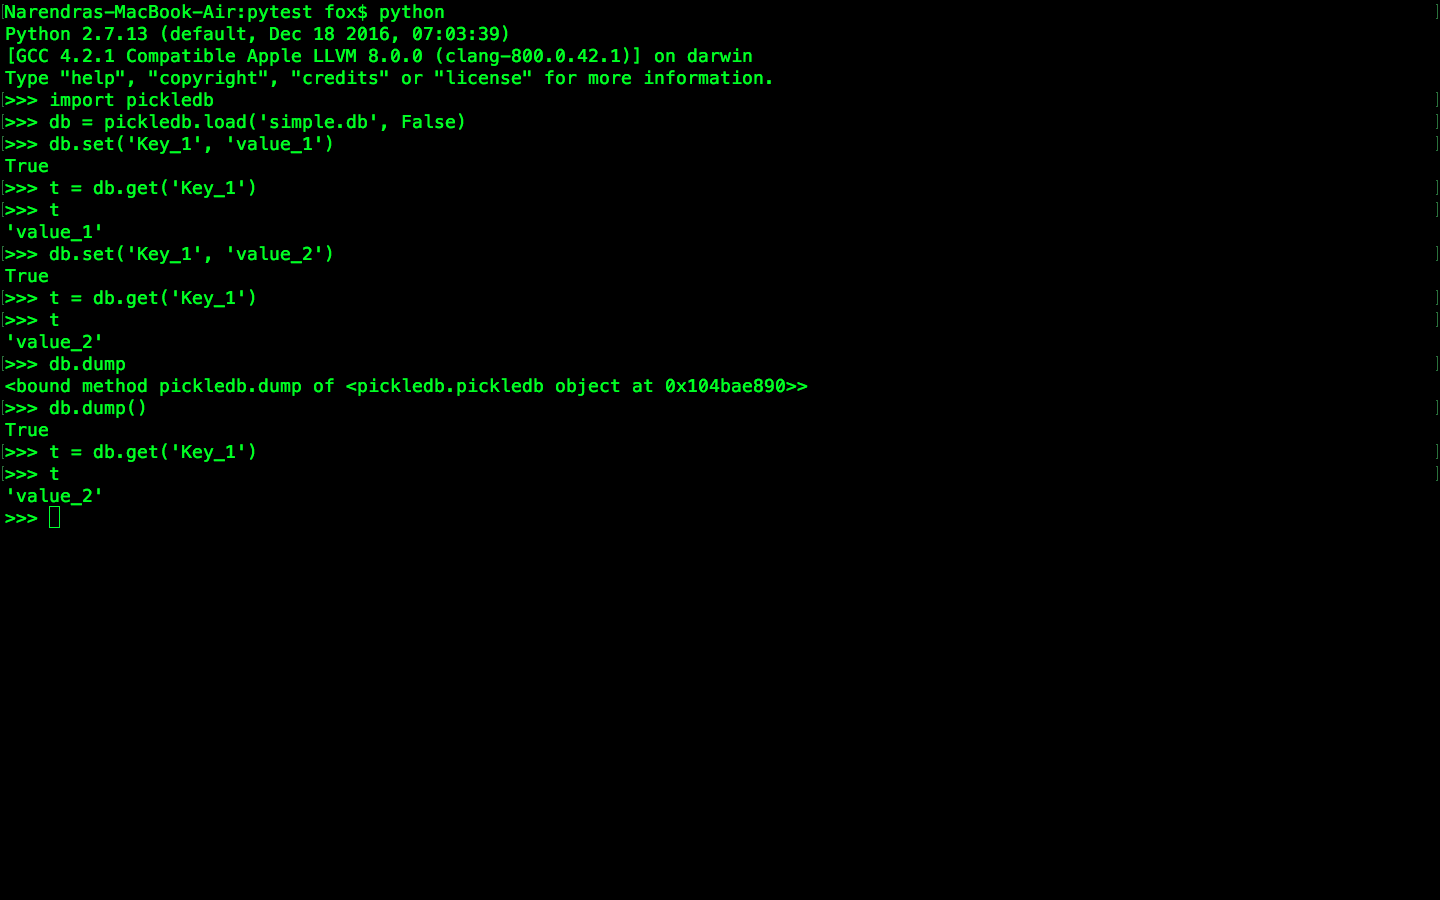 Narendras-MacBook-Air:pytest fox$ python
Python 2.7.13 (default, Dec 18 2016, 07:03:39)
[GCC 4.2.1 Compatible Apple LLVM 8.0.0 (clang-800.0.42.1)] on darwin
Type "help", "copyright", "credits" or "license" for more information.
>>> import pickledb
>>> db = pickledb.load('simple.db', False)
>>> db.set('Key_1', 'value_1')
True
>>> t = db.get('Key_1')
>>> t
'value_1'
>>> db.set('Key_1', 'value_2')
True
>>> t = db.get('Key_1')
>>> t
'value_2'
>>> db.dump
<bound method pickledb.dump of <pickledb.pickledb object at 0x104bae890>>
>>> db.dump()
True
>>> t = db.get('Key_1')
>>> t
'value_2'
>>>